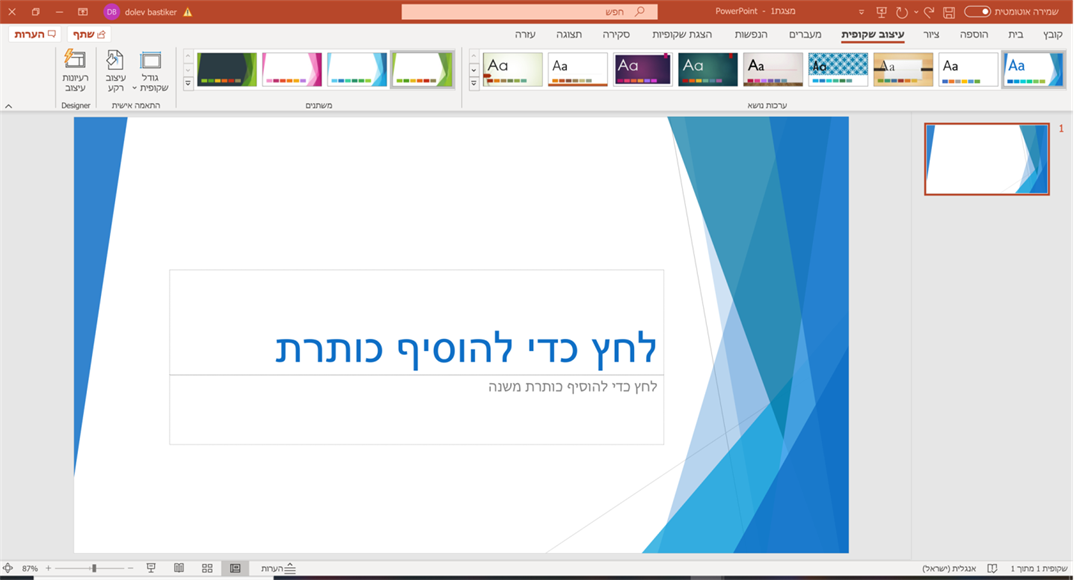 שמירה אוטומטית
מצגת1 - PowerPoint
חפש
dolev bastiker
DB
קובץ
בית
הוספה
ציור
עיצוב שקופית
מעברים
הנפשות
הצגת שקופיות
סקירה
תצוגה
עזרה
שתף
הערות
Aa
Aa
Aa
Aa
Aa
Aa
Aa
Aa
Aa
ערכות נושא
משתנים
גודל
שקופית
עיצוב
רקע
התאמה אישית
רעיונות
עיצוב
Designer
1
לחץ כדי להוסיף כותרת
לחץ כדי להוסיף כותרת משנה
שקופית 1 מתוך 1
אנגלית (ישראל)
הערות
87%